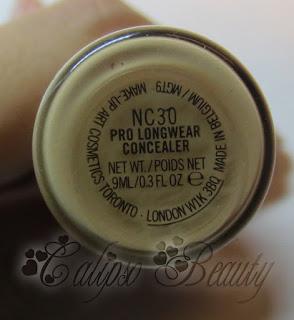 MAKE-UP ART COSMETICS TORONTO · LONDON W1K 3BQ MADE IN BELGIUM / MGT9
NC30
PRO LONGWEAR
CONCEALER
NET WT./POIDS NET
.9ML/0.3 FL OZ e
Calipso Beauty